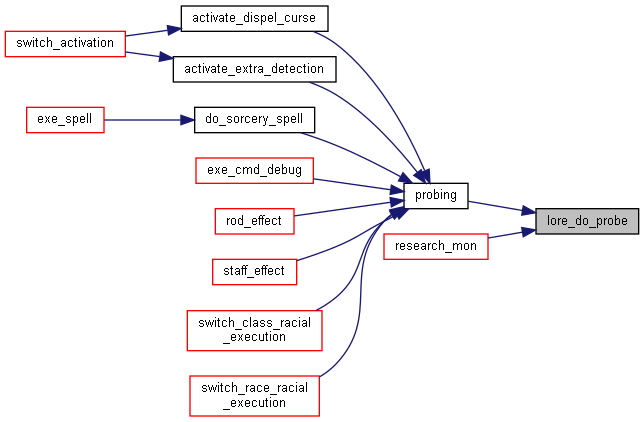 activate_dispel_curse
switch_activation
activate_extra_detection
exe_spell
do_sorcery_spell
exe_cmd_debug
probing
rod_effect
lore_do_probe
research_mon
staff_effect
switch_class_racial
_execution
switch_race_racial
_execution